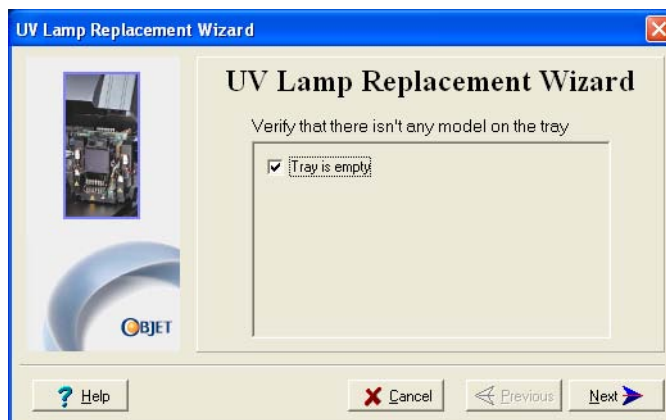 UV Lamp Replacement Wizard
UV Lamp Replacement Wizard
Verify that there isn't any model on the tray
Tray is empty
OBJET
Help
Cancel
Previous
Next